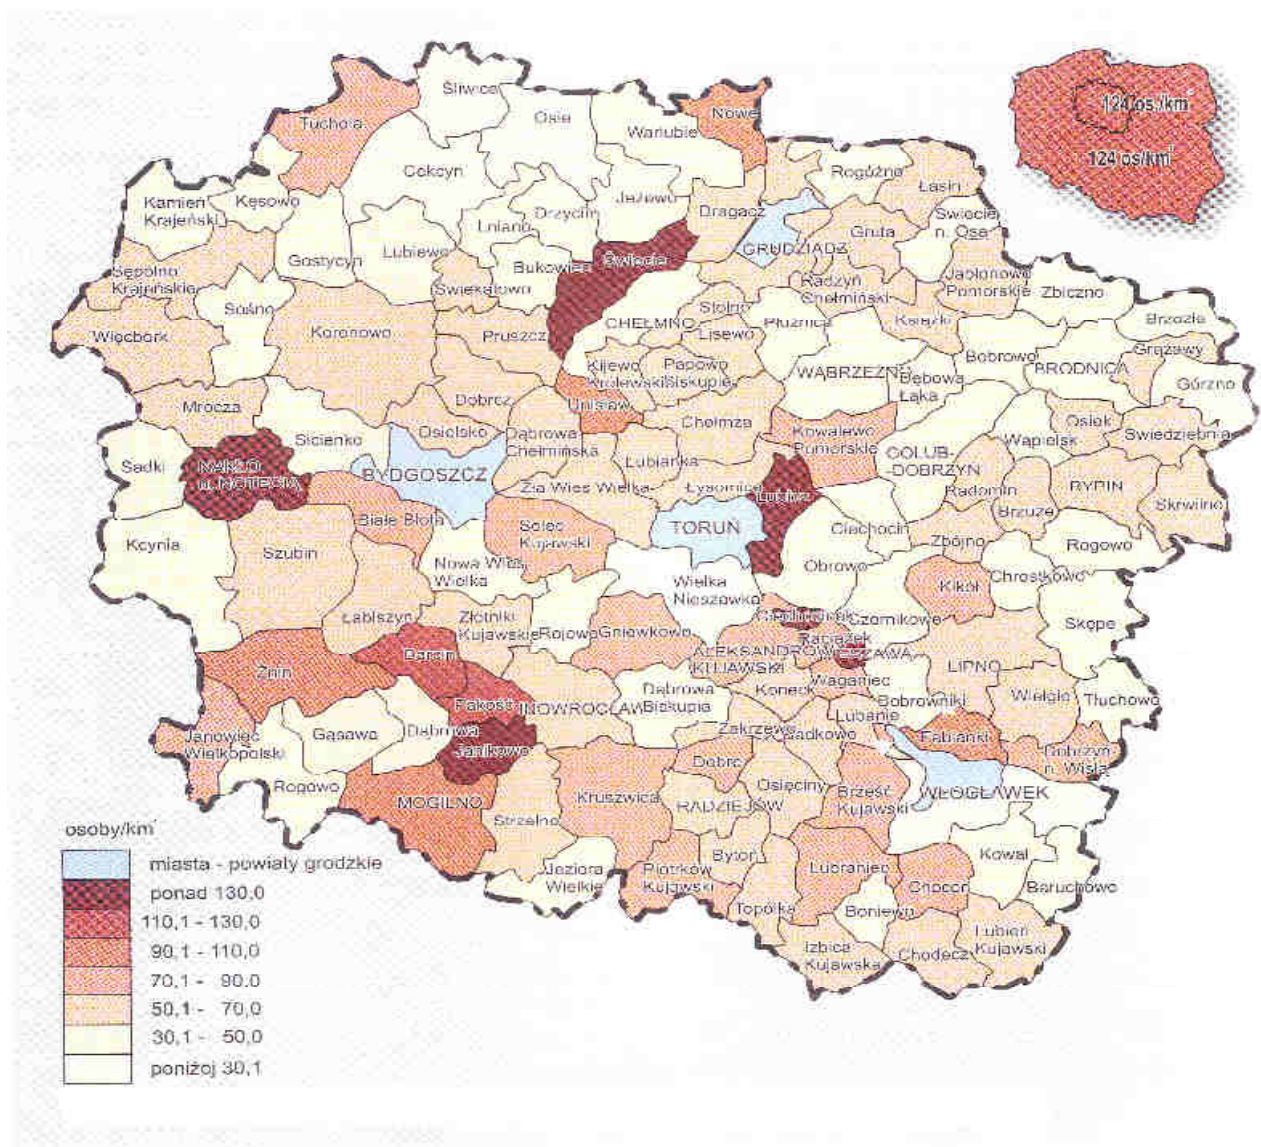 Śliwice
Osie
Warlubie
Nowe
Tuchola
Cekcyn
Rogóźno
Łasin
124 os /km²
124 os/km²
Kamień
Krajeński
Kęsowo
Jeżewo
Drzycim
Dragacz
Lniano
Gruta
Świecie
n. Osą
Lubiewo
Gostycyn
GRUDZIĄDZ
Bukowiec
Świecie
Sępolno
Krajeńskie
Świekatowo
Radzyń
Chełmiński
Jabłonowo
Pomorskie
Zbiczno
Sośno
Stolno
Brzozie
Więcbork
Koronowo
Pruszcz
CHEŁMNO
Lisewo
Płużnica
Książki
Bobrowo
Grążawy
Kijewo
Królewskie
Papowo
Biskupie
WĄBRZEŹNO
Dębowa
Łąka
BRODNICA
Górzno
Mrocza
Dobrcz
Unisław
Chełmża
Kowalewo
Pomorskie
Osiek
Świedziebnia
Sicienko
Osielsko
Dąbrowa
Chełmińska
Łubianka
GOLUB-
DOBRZYŃ
Wąpielsk
Sadki
NAKŁO
n. NOTECIĄ
BYDGOSZCZ
Zła Wieś Wielka
Łysomice
Lubicz
Radomin
RYPIN
Skrwilno
Białe Błota
Solec
Kujawski
TORUŃ
Ciechocin
Brzuze
Kcynia
Szubin
Nowa Wieś
Wielka
Zbójno
Rogowo
Obrowo
Wielka
Nieszawka
Kikół
Chrostkowo
Łabiszyn
Złotniki
Kujawskie
Rojowo
Gniewkowo
Ciechocinek
Czernikowo
Skępe
Raciążek
NIESZAWA
ALEKSANDRÓW
KUJAWSKI
Barcin
Żnin
LIPNO
Waganiec
Koneck
Dąbrowa
Biskupia
Bobrowniki
Wielgie
Tłuchowo
Pakość
INOWROCŁAW
Lubanie
Janowiec
Wielkopolski
Gąsawa
Dąbrowa
Janikowo
Zakrzewo
Bądkowo
Fabianki
Dobrzyń
n. Wisłą
Dobre
Rogowo
MOGILNO
Kruszwica
Osięciny
Brześć
Kujawski
WŁOCŁAWEK
RADZIEJÓW
Strzelno
Bytoń
Kowal
Jeziora
Wielkie
Piotrków
Kujawski
Lubraniec
Choceń
Baruchowo
Topólka
Boniewo
Izbica
Kujawska
Chodecz
Lubień
Kujawski
osoby/km²
miasta - powiaty grodzkie
ponad 130,0
110,1 - 130,0
90,1 - 110,0
70,1 - 90,0
50,1 - 70,0
30,1 - 50,0
poniżej 30,1